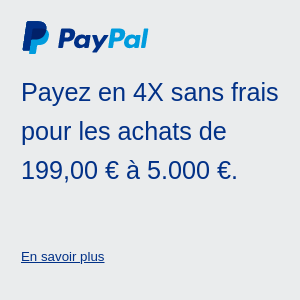 PayPal
Payez en 4X sans frais
pour les achats de
199,00 € à 5.000 €.
En savoir plus